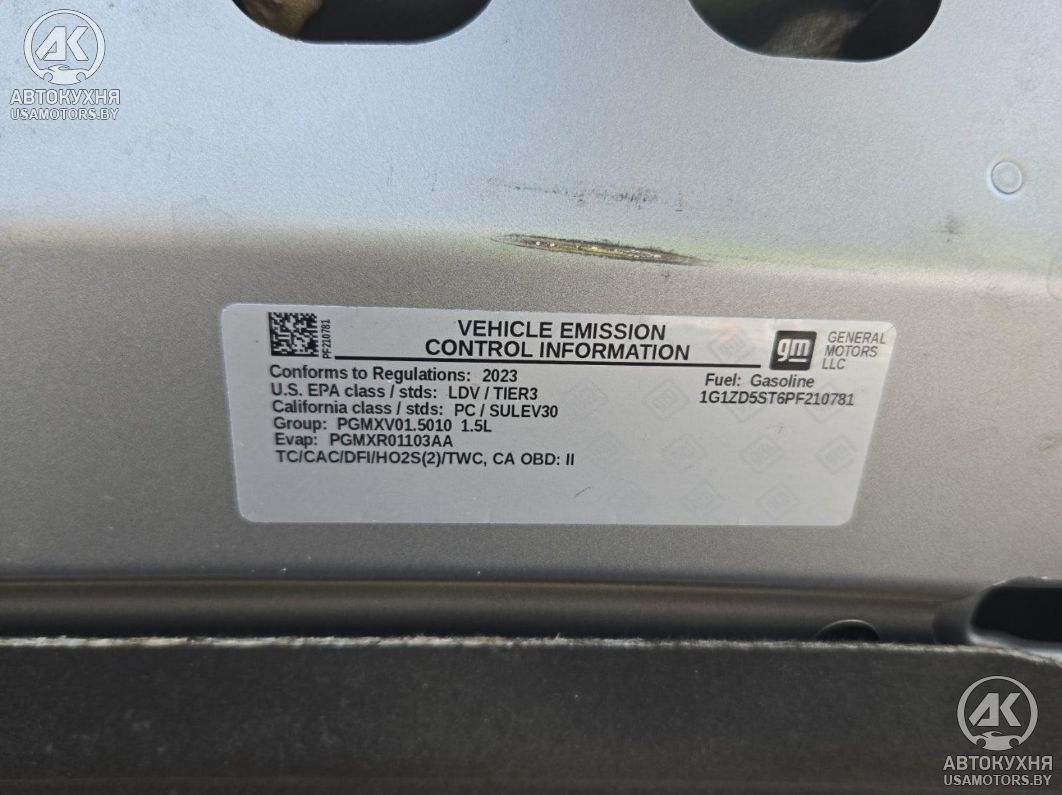 AK
АВТОКУХНЯ
USAMOTORS.BY
PF210781
VEHICLE EMISSION
CONTROL INFORMATION
gm
GENERAL
MOTORS
LLC
Conforms to Regulations: 2023
U.S. EPA class / stds: LDV / TIER3
California class / stds: PC / SULEV30
Group: PGMXV01.5010 1.5L
Evap: PGMXR01103AA
TC/CAC/DFI/HO2S(2)/TWC, CA OBD: II
Fuel: Gasoline
1G1ZD5ST6PF210781
AK
АВТОКУХНЯ
USAMOTORS.BY